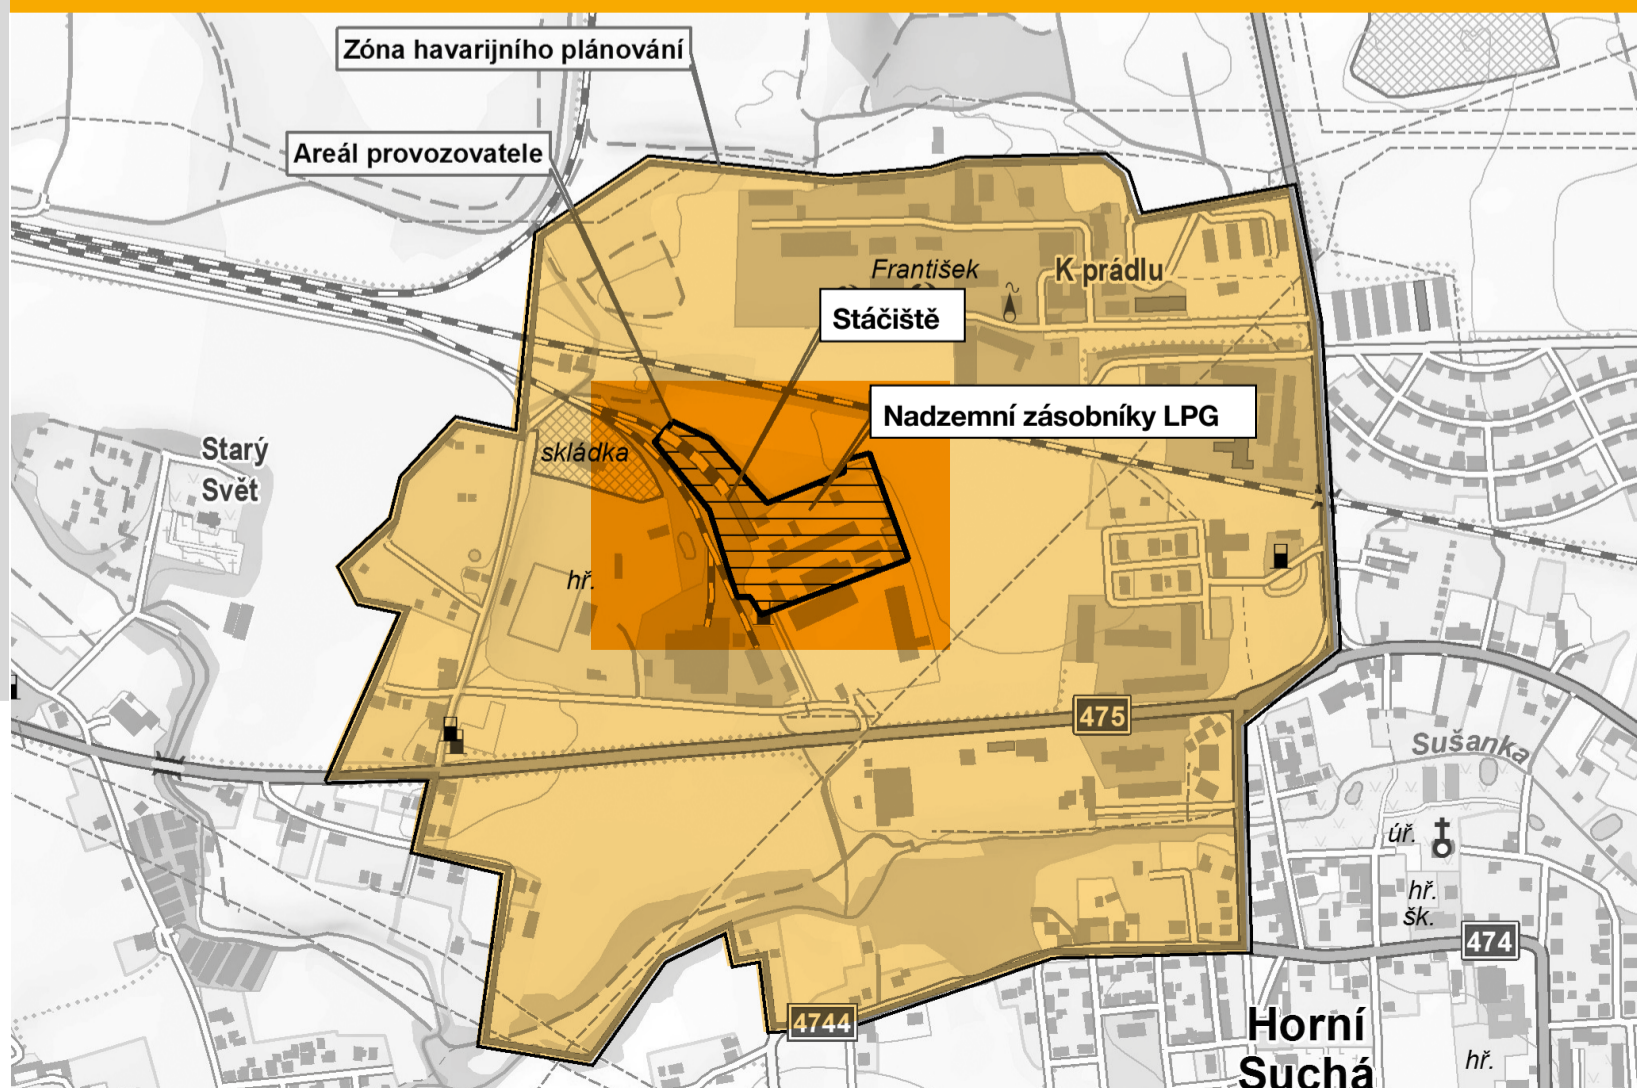 Zóna havarijního plánování
Areál provozovatele
František
K prádlu
Stáčiště
Nadzemní zásobníky LPG
Starý
Svět
skládka
hř.
475
Sušanka
úř.
hř.
šk.
474
4744
Horní
Suchá
hř.